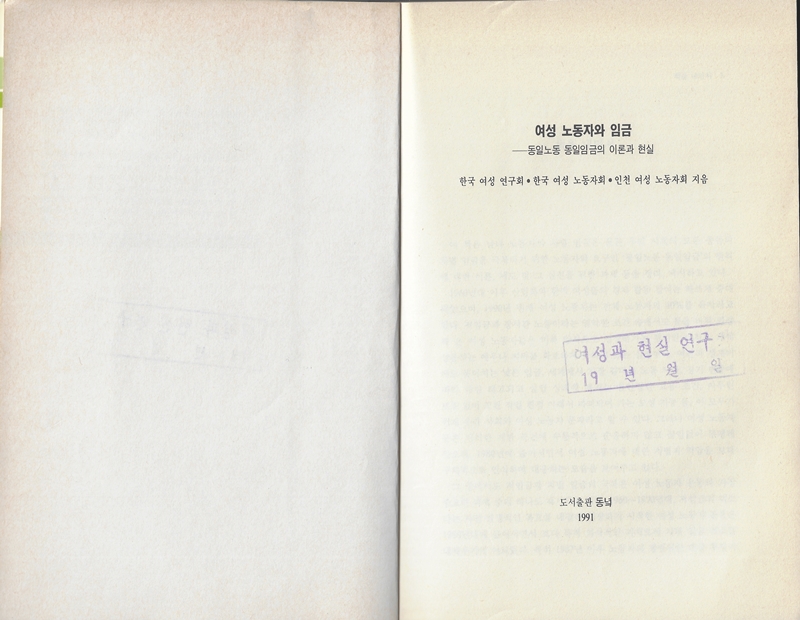 여성 노동자와 임금
──동일노동 동일임금의 이론과 현실
한국 여성 연구회●한국 여성 노동자회●인천 여성 노동자회 지음
여성과 현실 연구
19 년 월 일
도서출판 동녘
1991